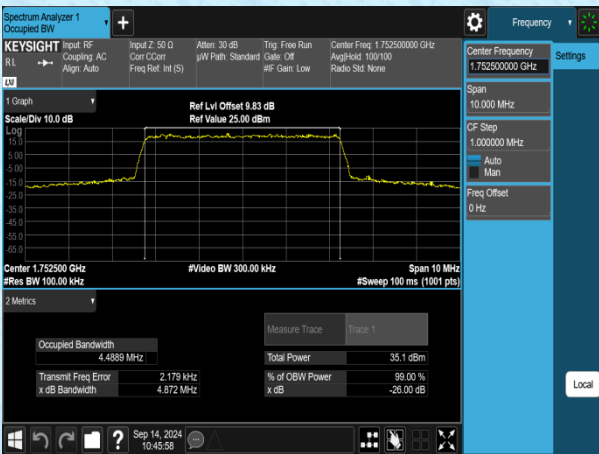 Spectrum Analyzer 1
Occupied BW
Frequency
KEYSIGHT
RL
LXI
Input: RF
Coupling: AC
Align: Auto
Input Z: 50 Ω
Corr CCorr
Freq Ref: Int (S)
Atten: 30 dB
µW Path: Standard
Trig: Free Run
Gate: Off
#IF Gain: Low
Center Freq: 1.752500000 GHz
Avg|Hold: 100/100
Radio Std: None
Center Frequency
1.752500000 GHz
Settings
Span
10.000 MHz
CF Step
1.000000 MHz
Auto
Man
Freq Offset
0 Hz
Local
1 Graph
Scale/Div 10.0 dB
Ref Lvl Offset 9.83 dB
Ref Value 25.00 dBm
Log
15.0
5.00
-5.00
-15.0
-25.0
-35.0
-45.0
-55.0
-65.0
Center 1.752500 GHz
#Res BW 100.00 kHz
#Video BW 300.00 kHz
Span 10 MHz
#Sweep 100 ms (1001 pts)
2 Metrics
Measure Trace
Trace 1
Occupied Bandwidth
4.4889 MHz
Total Power
35.1 dBm
Transmit Freq Error
2.179 kHz
% of OBW Power
99.00 %
x dB Bandwidth
4.872 MHz
x dB
-26.00 dB
Sep 14, 2024
10:45:58